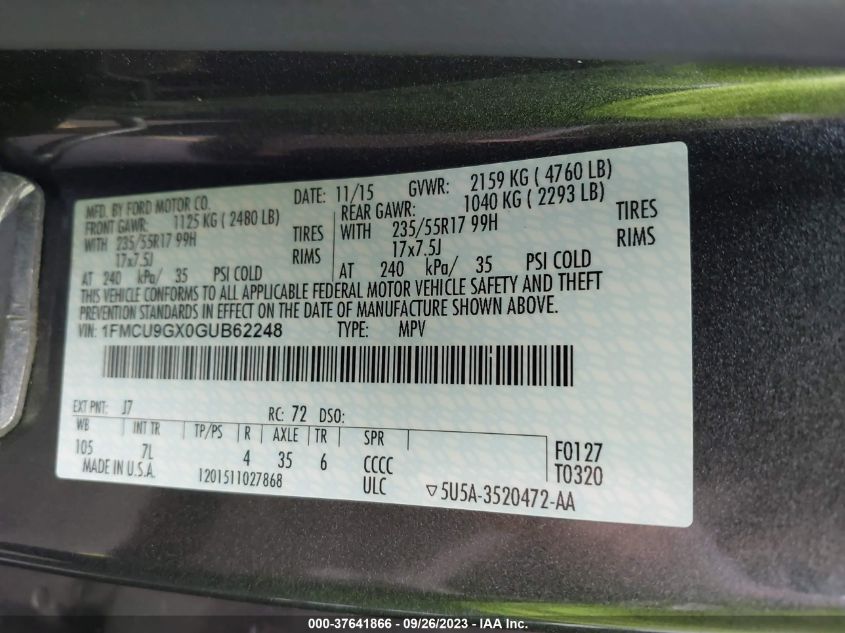 MFD. BY FORD MOTOR CO.
DATE: 11/15
GVWR: 2159 KG ( 4760 LB)
FRONT GAWR: 1125 KG ( 2480 LB)
REAR GAWR: 1040 KG ( 2293 LB)
WITH 235/55R17 99H TIRES
WITH 235/55R17 99H TIRES
17x7.5J RIMS
17x7.5J RIMS
AT 240 kPa/ 35 PSI COLD
AT 240 kPa/ 35 PSI COLD
THIS VEHICLE CONFORMS TO ALL APPLICABLE FEDERAL MOTOR VEHICLE SAFETY AND THEFT
PREVENTION STANDARDS IN EFFECT ON THE DATE OF MANUFACTURE SHOWN ABOVE.
VIN: 1FMCU9GX0GUB62248 TYPE: MPV
EXT PNT: J7 RC: 72 DSO:
WB INT TR TP/PS R AXLE TR SPR
105 7L 4 35 6 CCCC
F0127
T0320
MADE IN U.S.A. 1201511027868 ULC ▽5U5A-3520472-AA
000-37641866 - 09/26/2023 - IAA Inc.